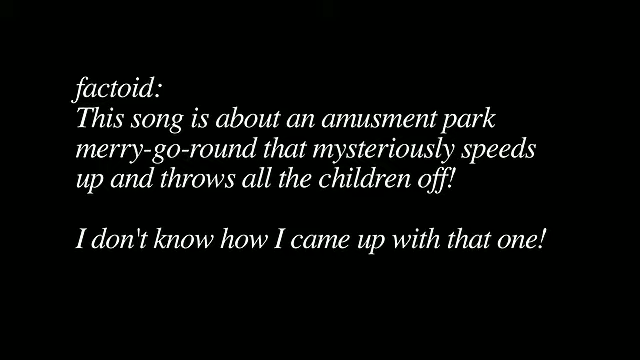 factoid:
This song is about an amusment park
merry-go-round that mysteriously speeds
up and throws all the children off!
I don't know how I came up with that one!